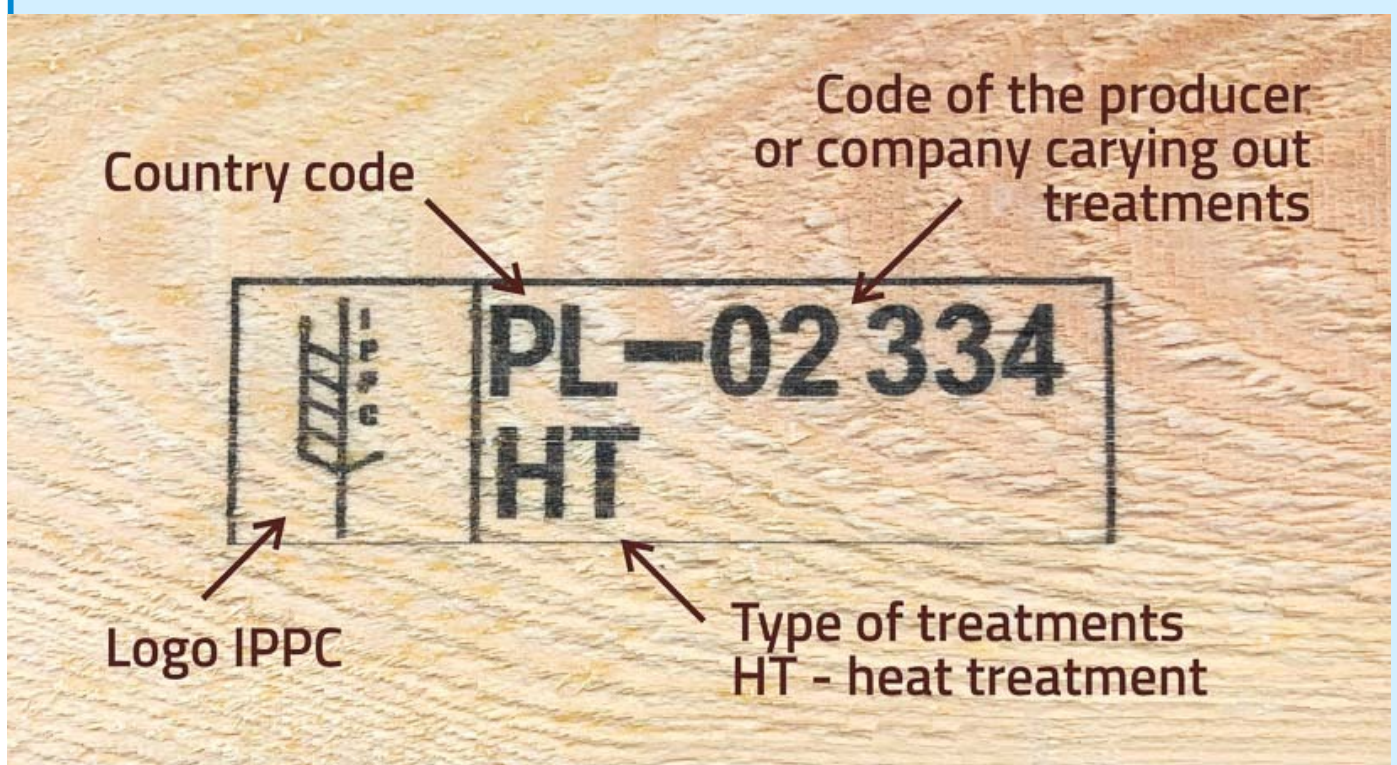 Code of the producer
or company carying out
treatments
Country code
IPPC
PL-02 334
HT
Logo IPPC
Type of treatments
HT - heat treatment